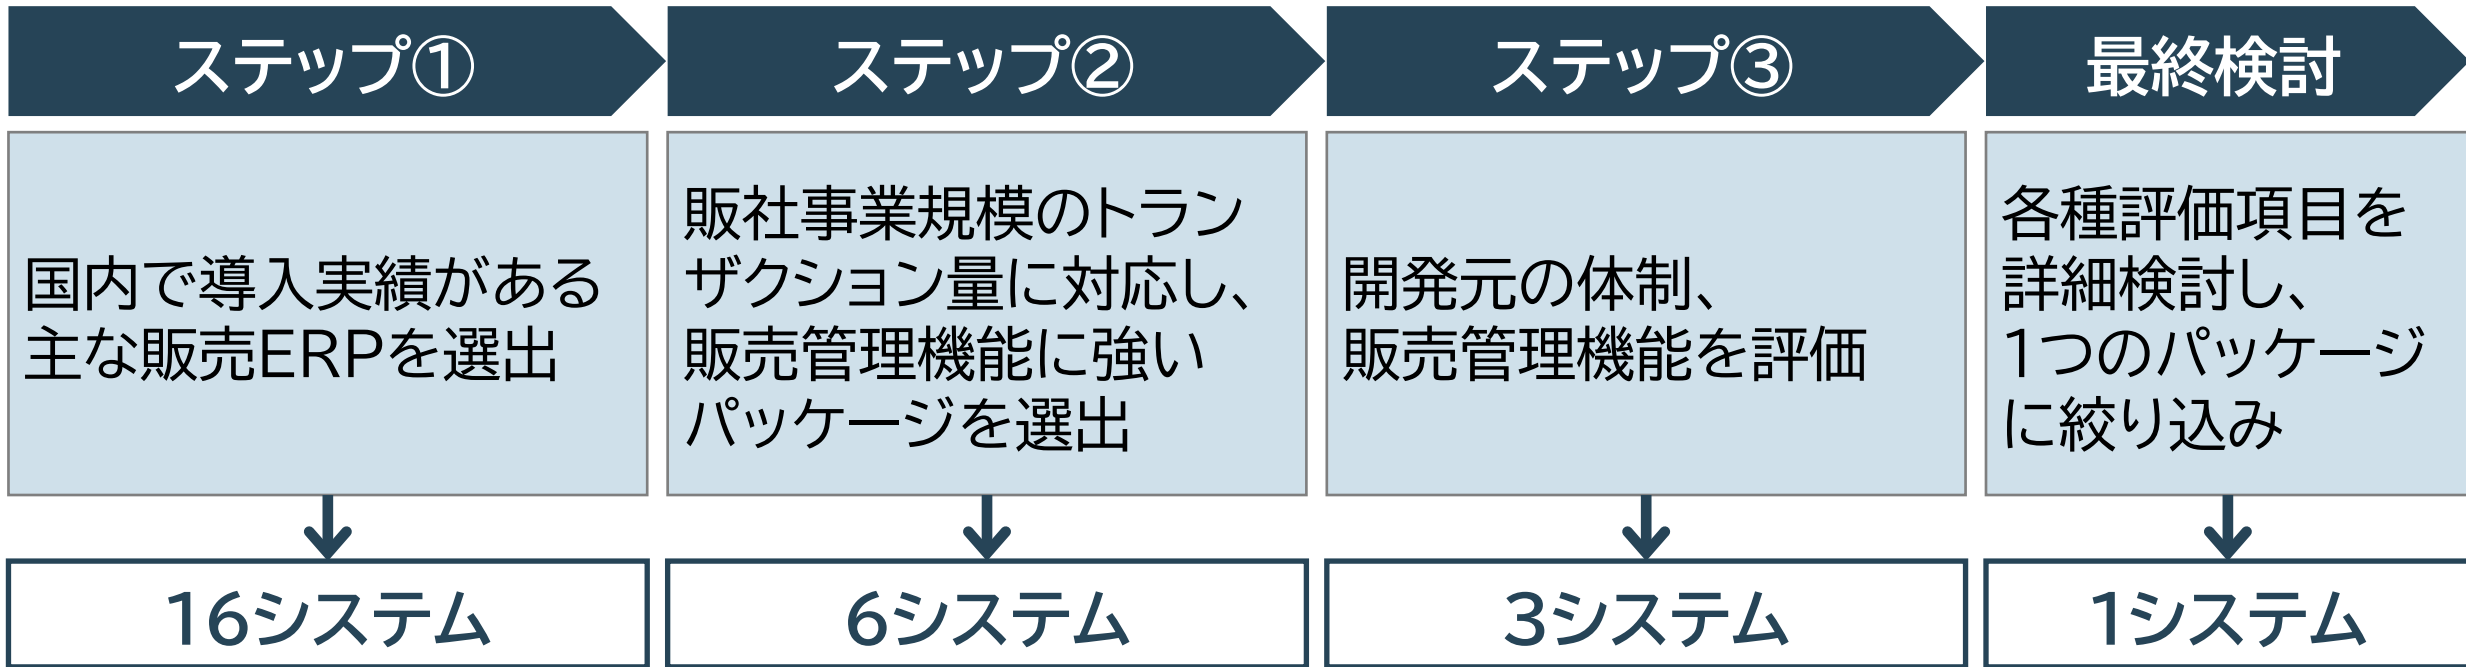 ステップ①
国内で導入実績がある
主な販売ERPを選出
16システム
ステップ②
販社事業規模のトラン
ザクション量に対応し、
販売管理機能に強い
パッケージを選出
6システム
ステップ③
開発元の体制、
販売管理機能を評価
3システム
最終検討
各種評価項目を
詳細検討し、
1つのパッケージ
に絞り込み
1システム